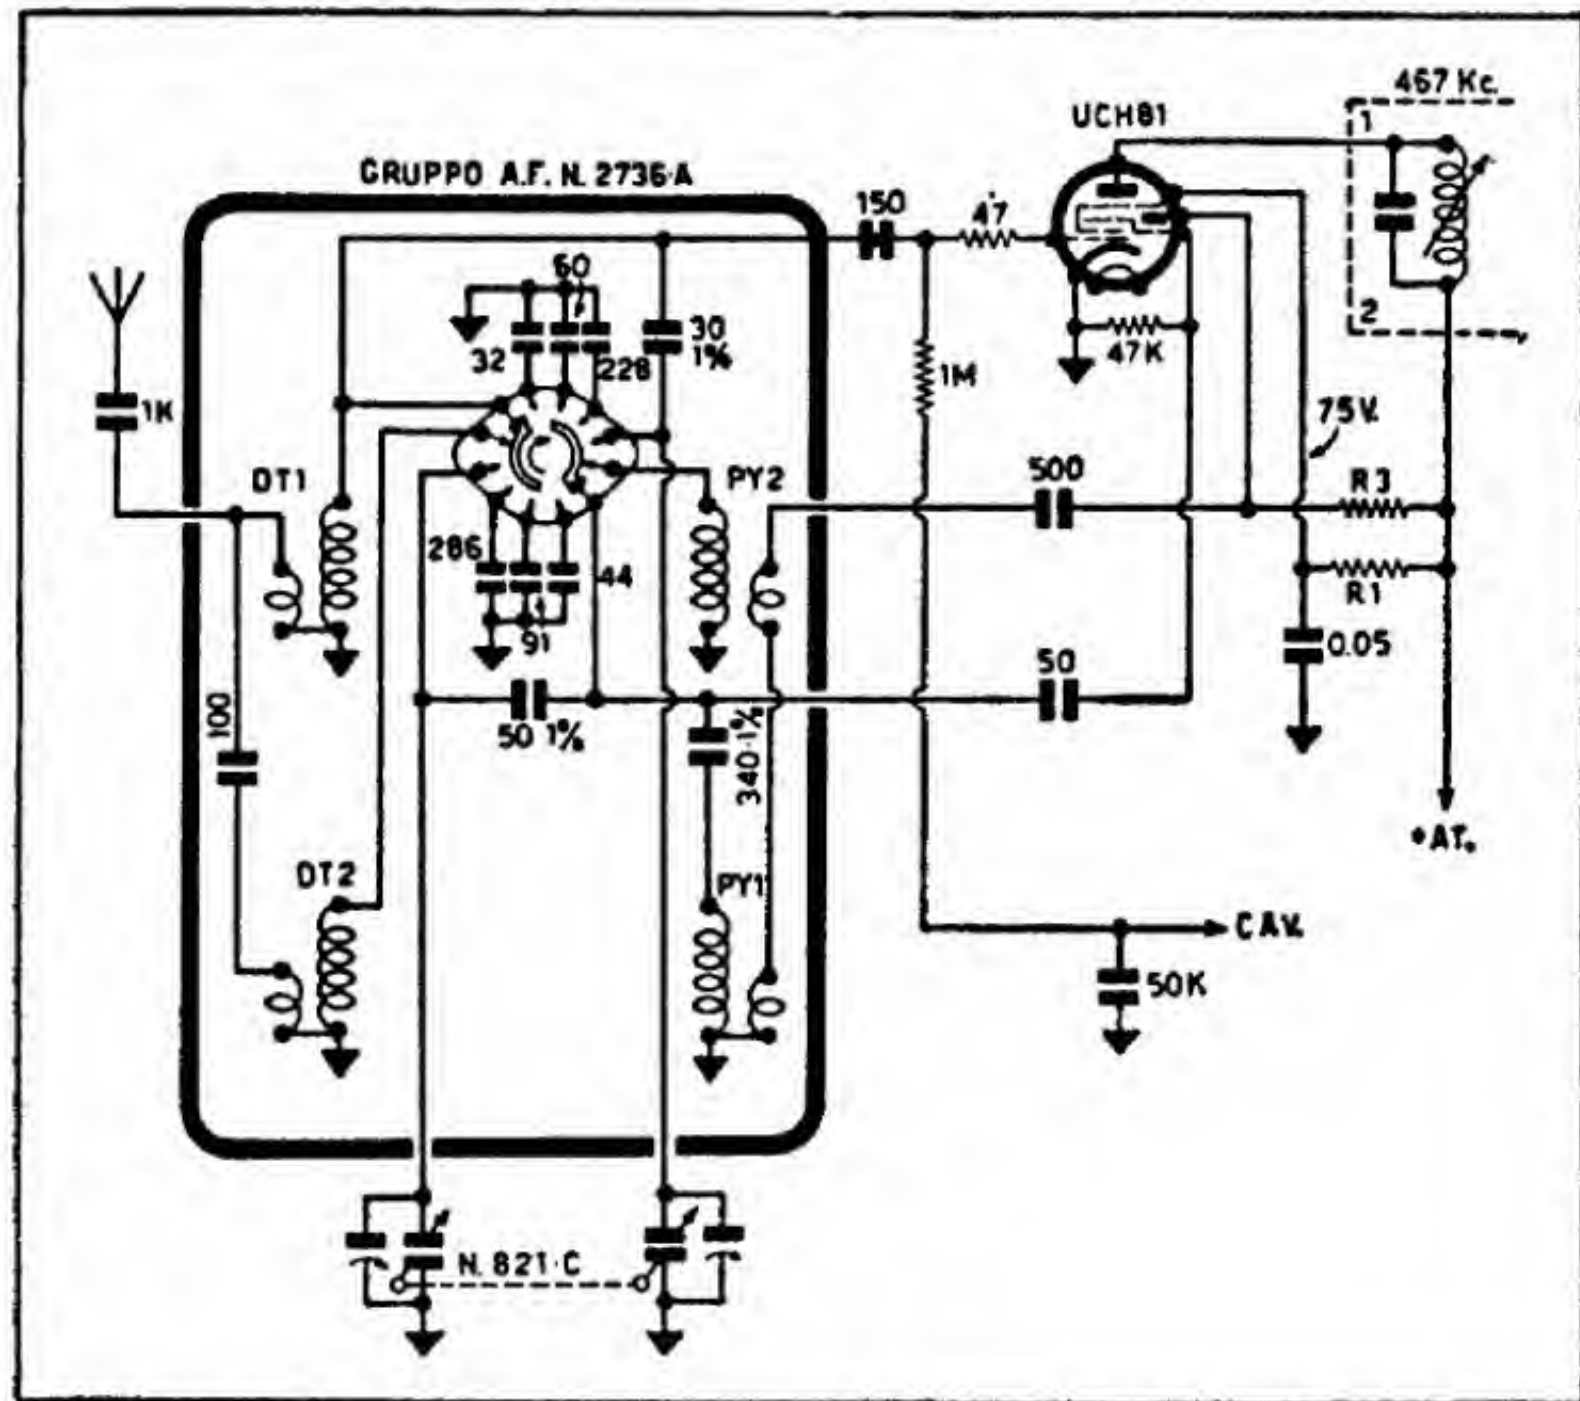 467 Kc.
1
UCH81
GRUPPO A.F. N. 2736-A
150
47
60
2
32
228
30
1%
47K
1M
1K
75V.
500
R3
DT1
PY2
286
44
R1
91
50
0.05
100
50 1%
340·1%
+AT.
DT2
PY1
C A V.
50K
N. 821·C